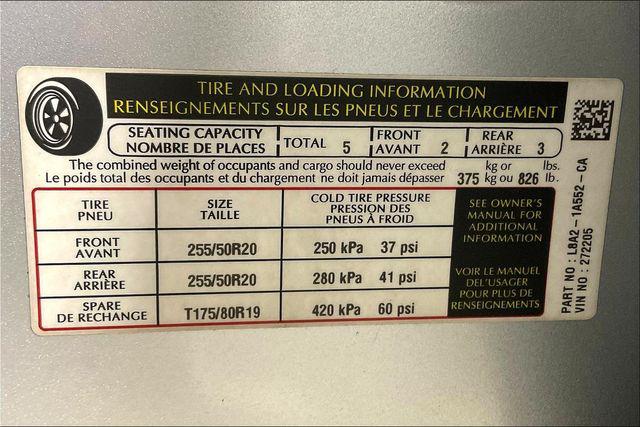 TIRE AND LOADING INFORMATION
RENSEIGNEMENTS SUR LES PNEUS ET LE CHARGEMENT
SEATING CAPACITY
NOMBRE DE PLACES
TOTAL 5
FRONT
AVANT 2
REAR
ARRIÈRE 3
The combined weight of occupants and cargo should never exceed
Le poids total des occupants et du chargement ne doit jamais dépasser
375 kg or
kg ou
826 lbs.
lb.
TIRE
PNEU
SIZE
TAILLE
COLD TIRE PRESSURE
PRESSION DES
PNEUS À FROID
FRONT
AVANT
255/50R20
250 kPa 37 psi
REAR
ARRIÈRE
255/50R20
280 kPa 41 psi
SPARE
DE RECHANGE
T175/80R19
420 kPa 60 psi
SEE OWNER'S
MANUAL FOR
ADDITIONAL
INFORMATION
VOIR LE MANUEL
DEL'USAGER
POUR PLUS DE
RENSEIGNEMENTS
PART NO : L8A2 - 1A552 - CA
VIN NO : 272205